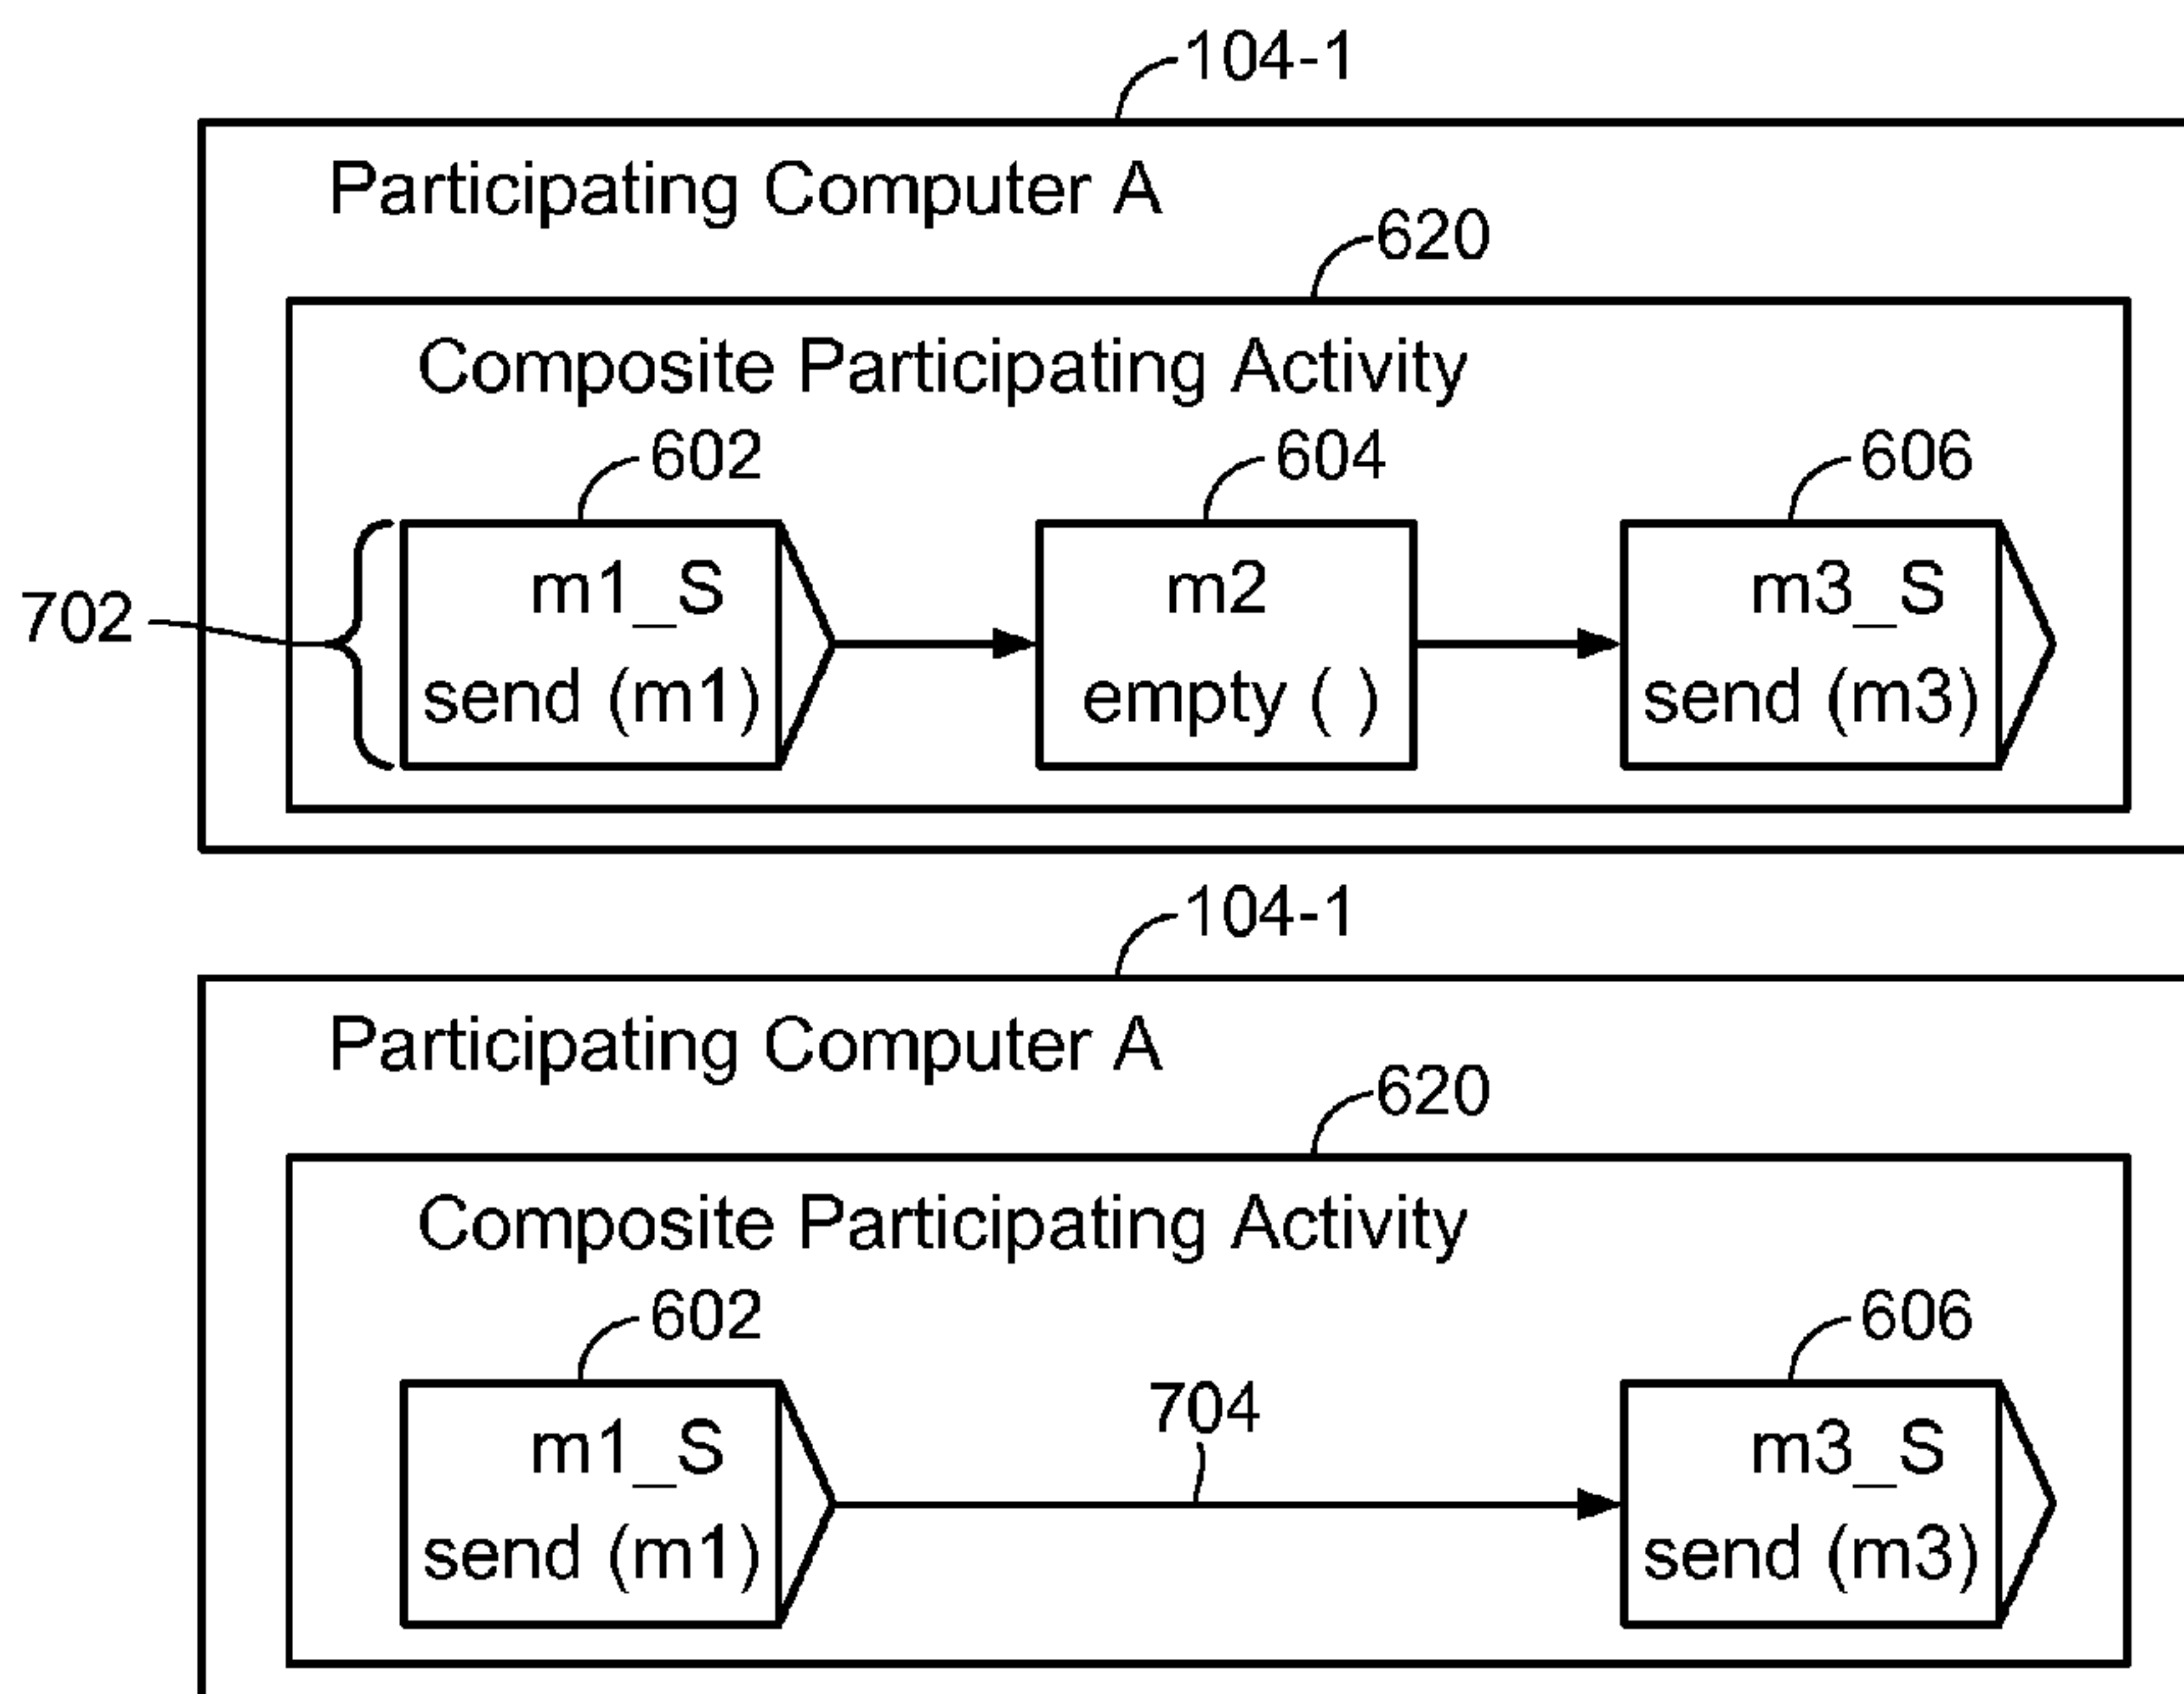 104-1
Participating Computer A
620
Composite Participating Activity
602 604 606
m1_S m2 m3_S
702
send (m1) empty ( ) send (m3)
104-1
Participating Computer A
620
Composite Participating Activity
602 606
704
m1_S m3_S
send (m1) send (m3)